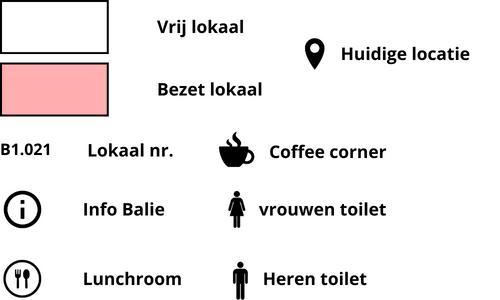 Vrij lokaal
Huidige locatie
Bezet lokaal
B1.021 Lokaal nr.
Coffee corner
Info Balie
vrouwen toilet
Lunchroom
Heren toilet